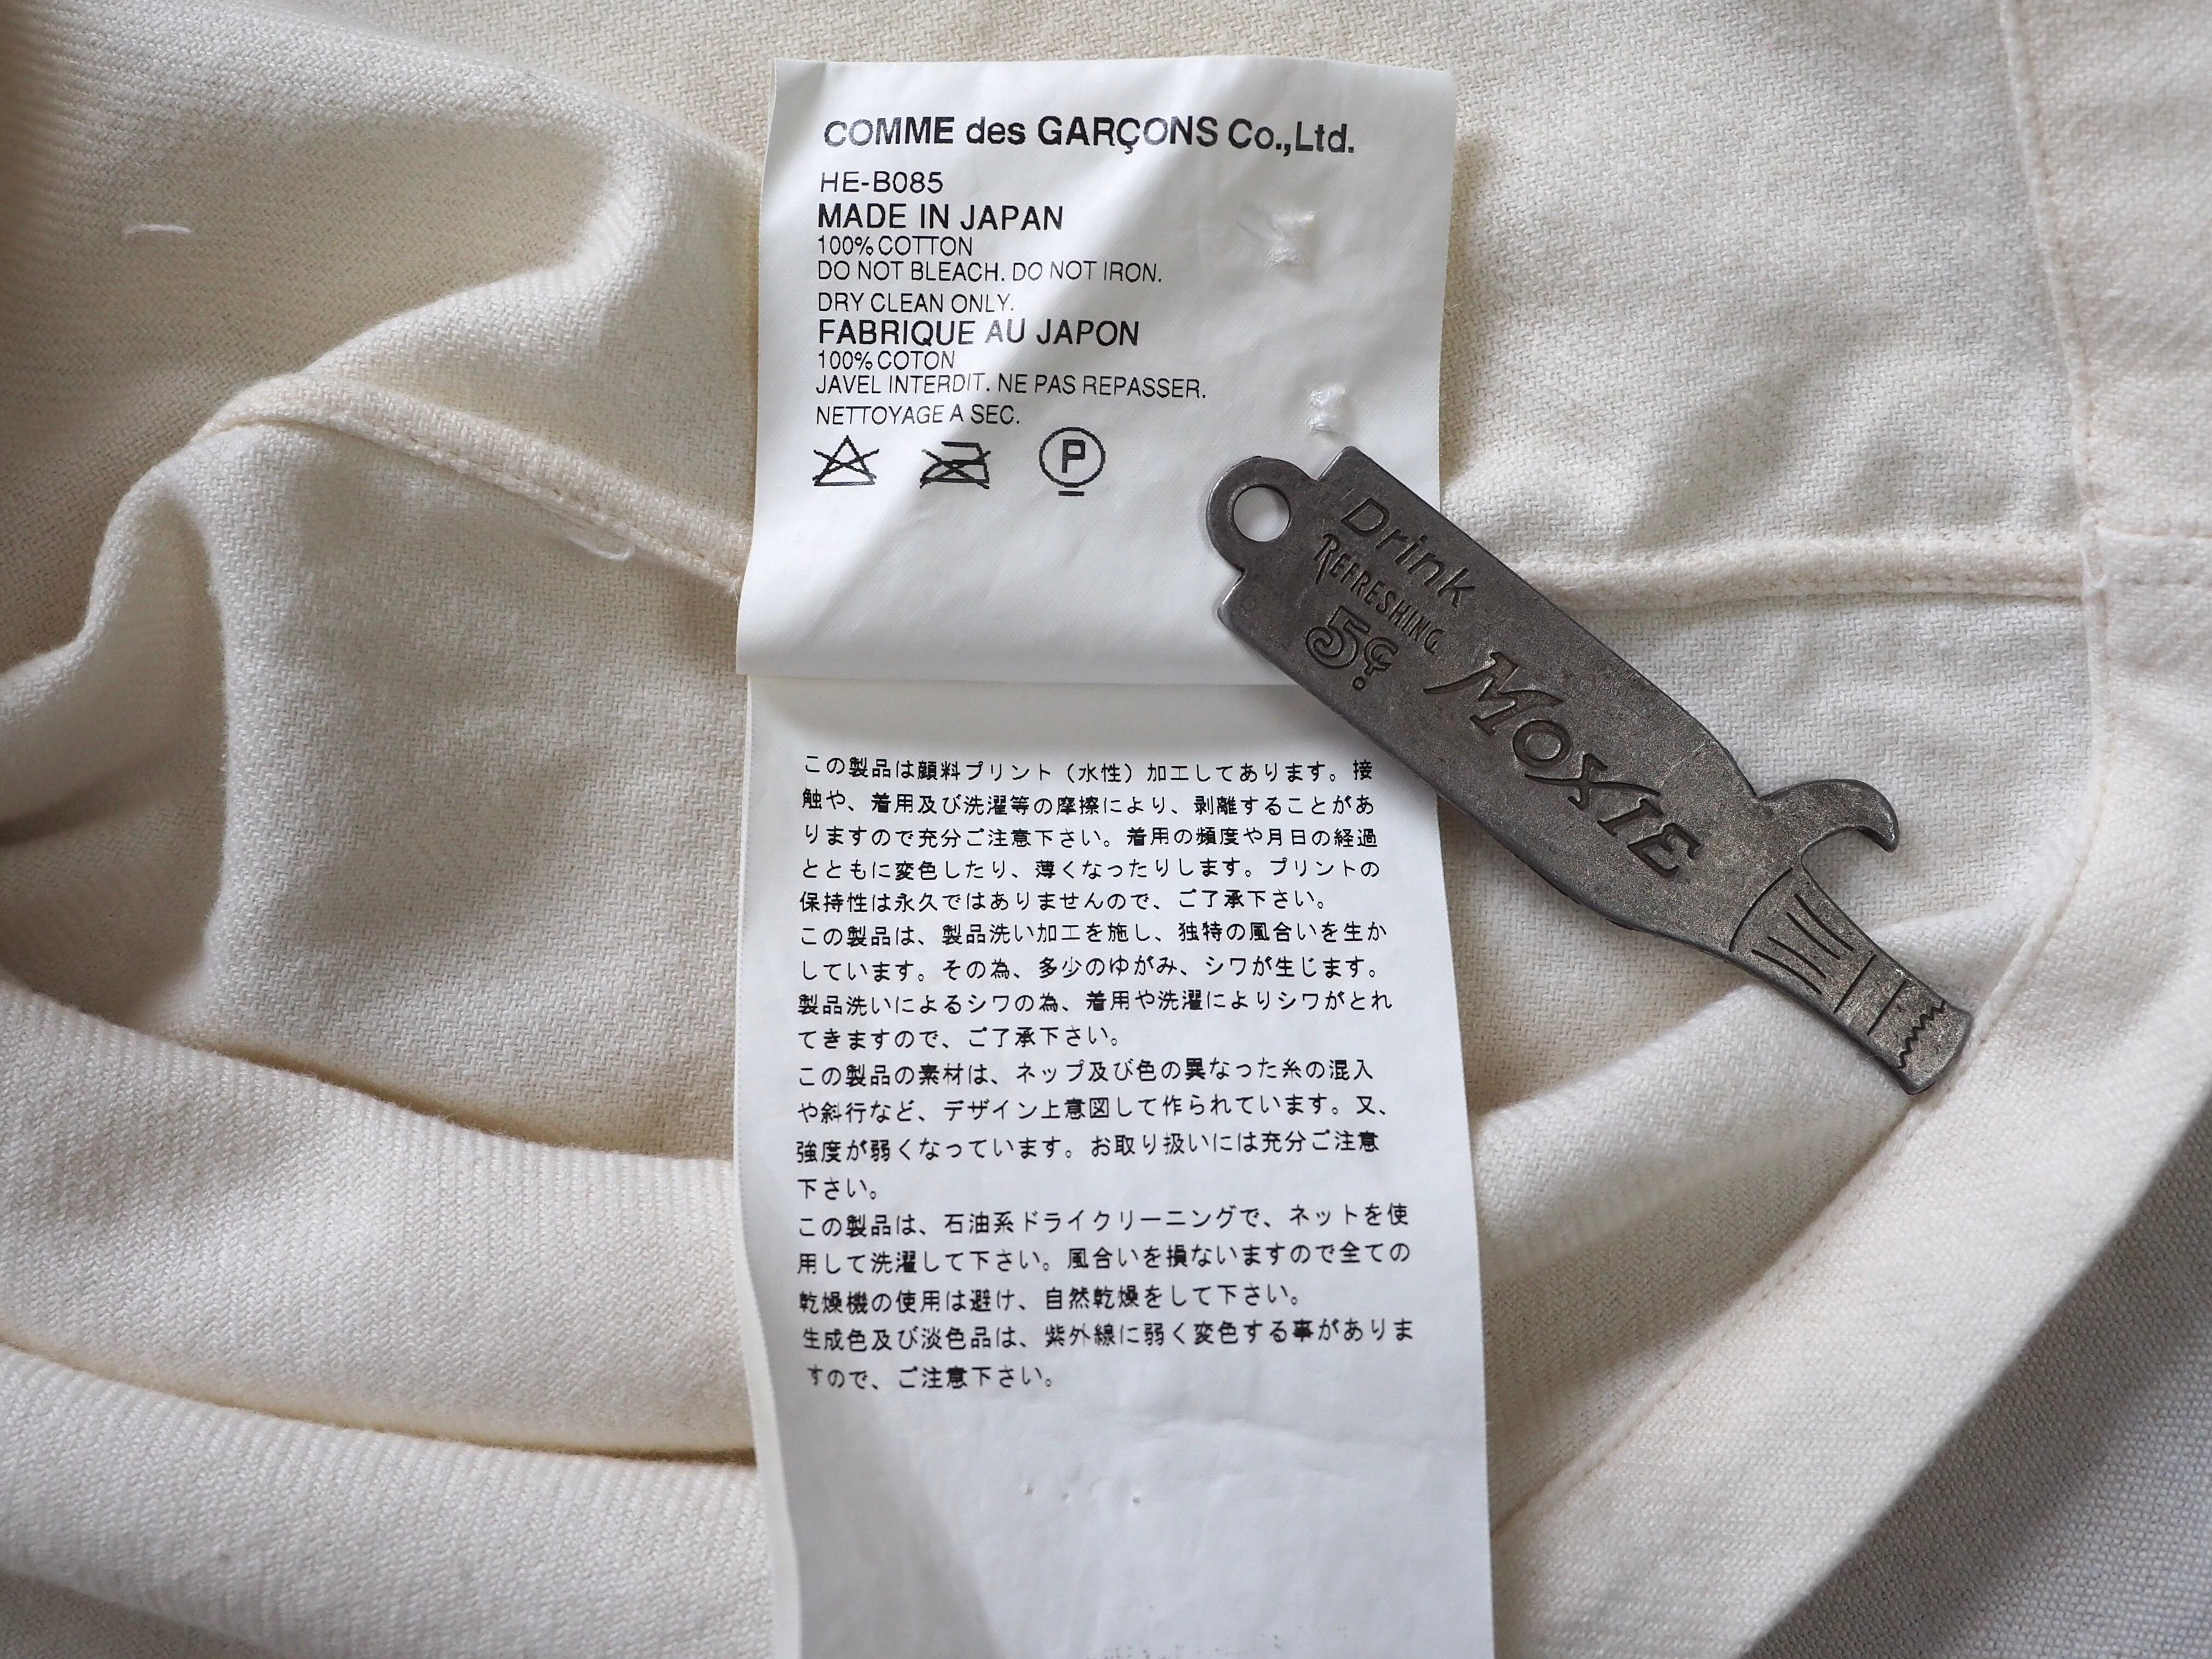 COMME des GARÇONS Co.,Ltd.
HE-B085
MADE IN JAPAN
100% COTTON
DO NOT BLEACH. DO NOT IRON.
DRY CLEAN ONLY.
FABRIQUE AU JAPON
100% COTON
JAVEL INTERDIT. NE PAS REPASSER.
NETTOYAGE A SEC.
P
Drink
REFRESHING
5¢
MOXIE
この製品は顔料プリント（水性）加工してあります。接
触や、着用及び洗濯等の摩擦により、剥離することがあ
りますので充分ご注意下さい。着用の頻度や月日の経過
とともに変色したり、薄くなったりします。プリントの
保持性は永久ではありませんので、ご了承下さい。
この製品は、製品洗い加工を施し、独特の風合いを生か
しています。その為、多少のゆがみ、シワが生じます。
製品洗いによるシワの為、着用や洗濯によりシワがとれ
てきますので、ご了承下さい。
この製品の素材は、ネップ及び色の異なった糸の混入
や斜行など、デザイン上意図して作られています。又、
強度が弱くなっています。お取り扱いには充分ご注意
下さい。
この製品は、石油系ドライクリーニングで、ネットを使
用して洗濯して下さい。風合いを損ないますので全ての
乾燥機の使用は避け、自然乾燥をして下さい。
生成色及び淡色品は、紫外線に弱く変色する事がありま
すので、ご注意下さい。